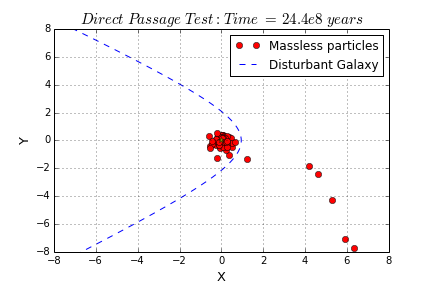 Direct Passage Test : Time = 24.4e8 years
8
6
4
2
0
−2
−4
−6
−8
Y
Massless particles
Disturbant Galaxy
−8 −6 −4 −2 0 2 4 6 8
X